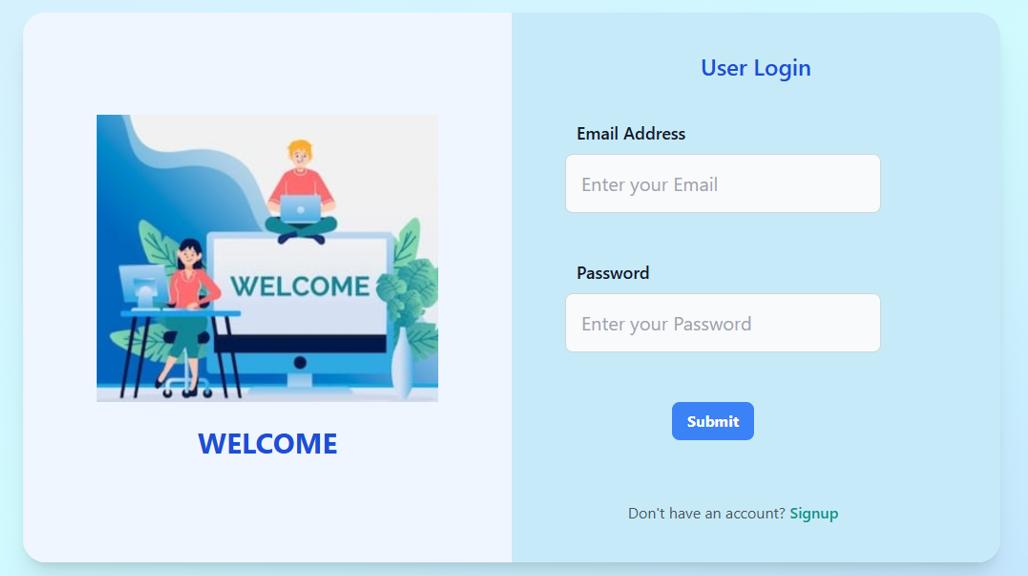 WELCOME
WELCOME
User Login
Email Address
Enter your Email
Password
Enter your Password
Submit
Don't have an account? Signup